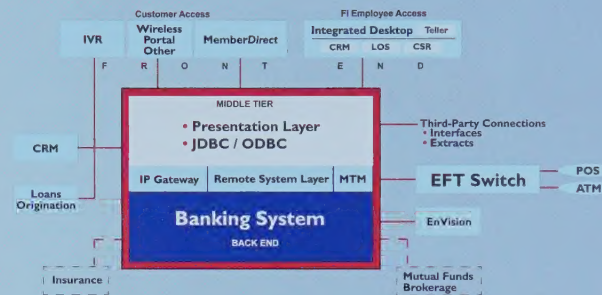 Customer Access
FI Employee Access
IVR
Wireless
Portal
Other
MemberDirect
Integrated Desktop Teller
CRM LOS CSR
F R O N T E N D
MIDDLE TIER
• Presentation Layer
• JDBC / ODBC
Third-Party Connections
• Interfaces
• Extracts
CRM
IP Gateway Remote System Layer MTM
EFT Switch
POS
ATM
Loans
Origination
Banking System
BACK END
EnVision
Insurance
Mutual Funds
Brokerage